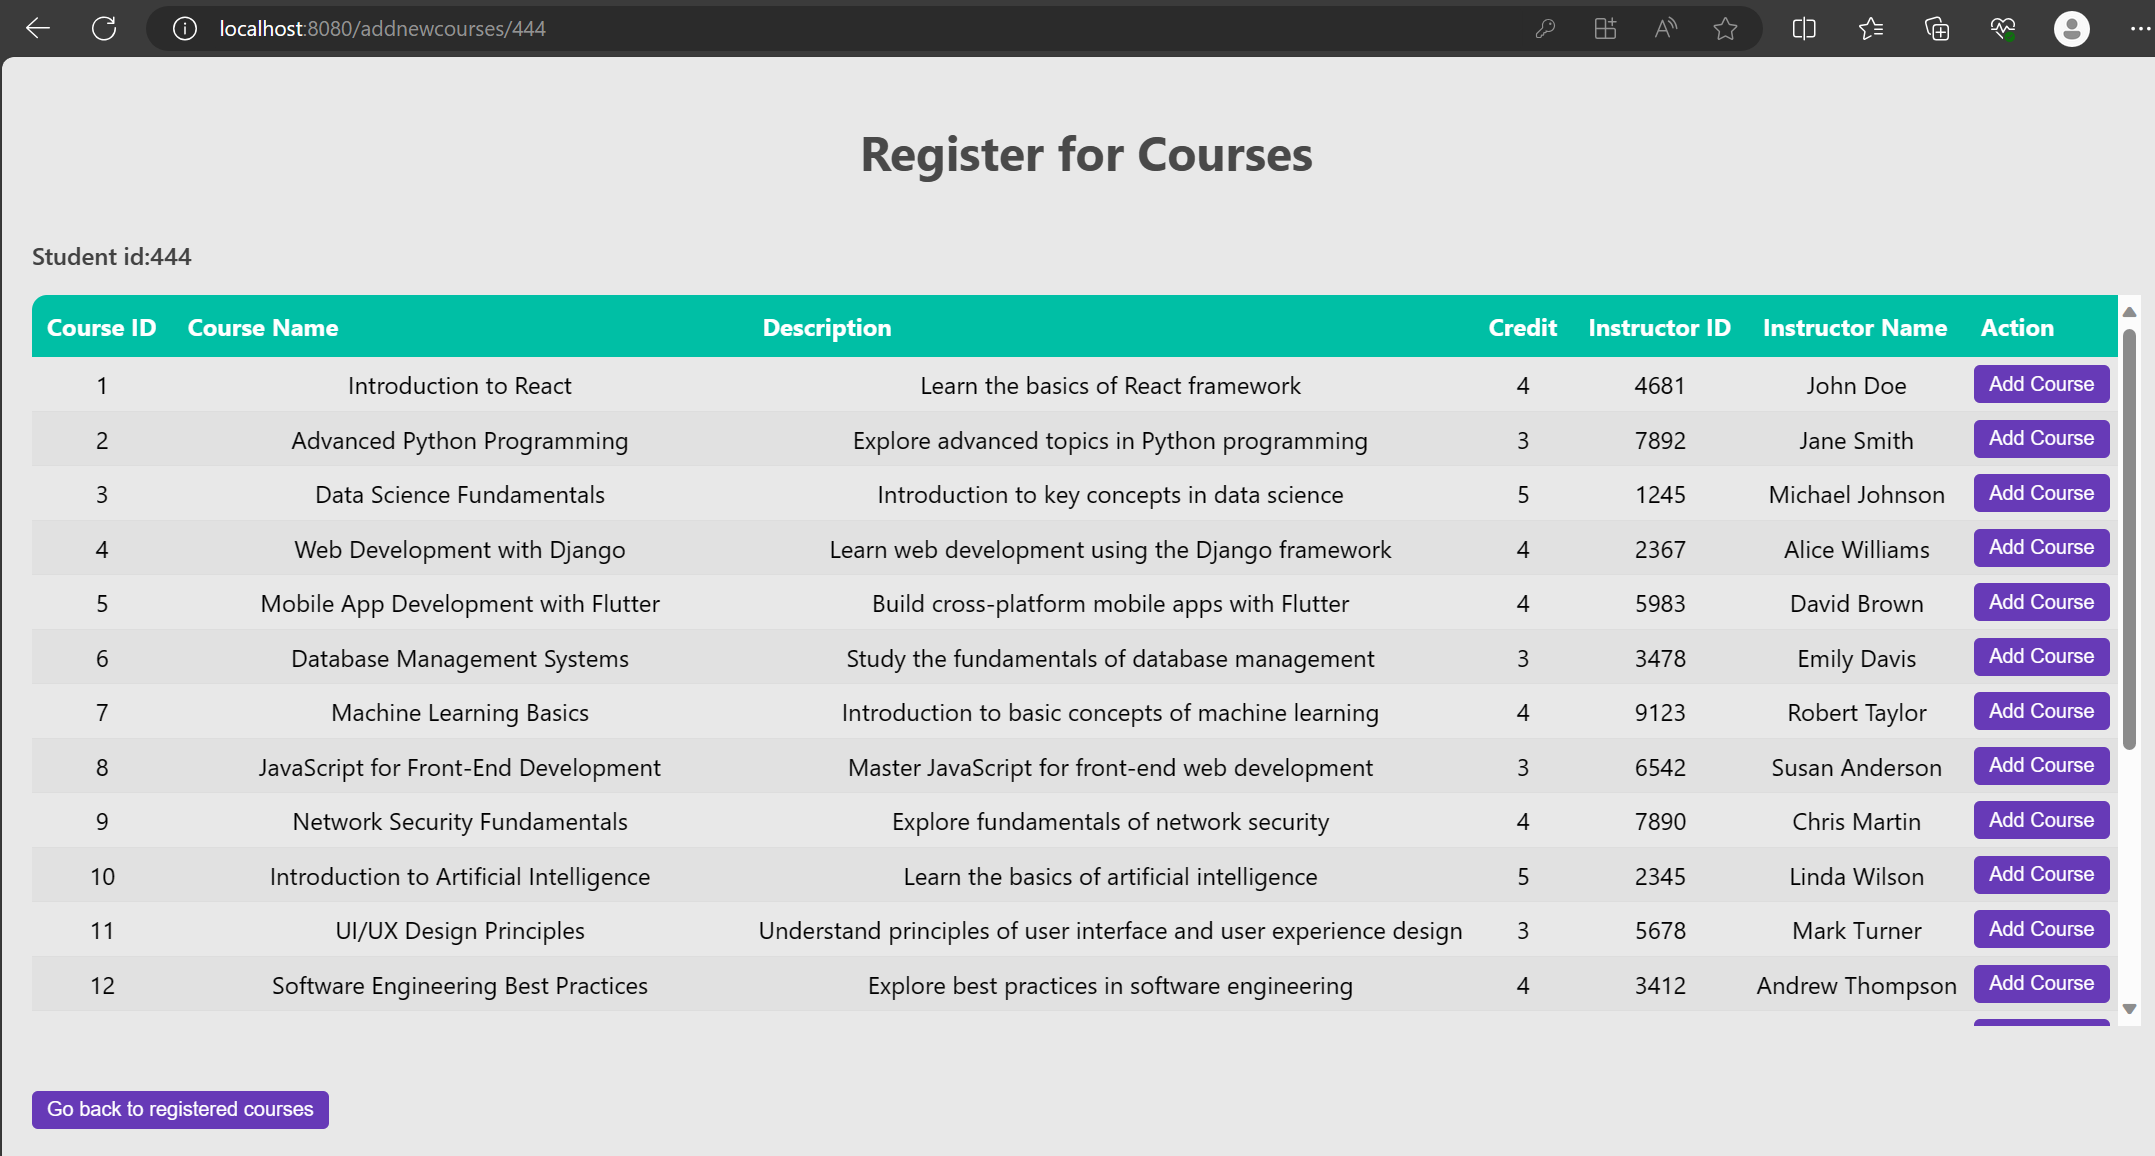 localhost:8080/addnewcourses/444
Register for Courses
Student id:444
Course ID Course Name Description Credit Instructor ID Instructor Name Action
1 Introduction to React Learn the basics of React framework 4 4681 John Doe Add Course
2 Advanced Python Programming Explore advanced topics in Python programming 3 7892 Jane Smith Add Course
3 Data Science Fundamentals Introduction to key concepts in data science 5 1245 Michael Johnson Add Course
4 Web Development with Django Learn web development using the Django framework 4 2367 Alice Williams Add Course
5 Mobile App Development with Flutter Build cross-platform mobile apps with Flutter 4 5983 David Brown Add Course
6 Database Management Systems Study the fundamentals of database management 3 3478 Emily Davis Add Course
7 Machine Learning Basics Introduction to basic concepts of machine learning 4 9123 Robert Taylor Add Course
8 JavaScript for Front-End Development Master JavaScript for front-end web development 3 6542 Susan Anderson Add Course
9 Network Security Fundamentals Explore fundamentals of network security 4 7890 Chris Martin Add Course
10 Introduction to Artificial Intelligence Learn the basics of artificial intelligence 5 2345 Linda Wilson Add Course
11 UI/UX Design Principles Understand principles of user interface and user experience design 3 5678 Mark Turner Add Course
12 Software Engineering Best Practices Explore best practices in software engineering 4 3412 Andrew Thompson Add Course
Go back to registered courses